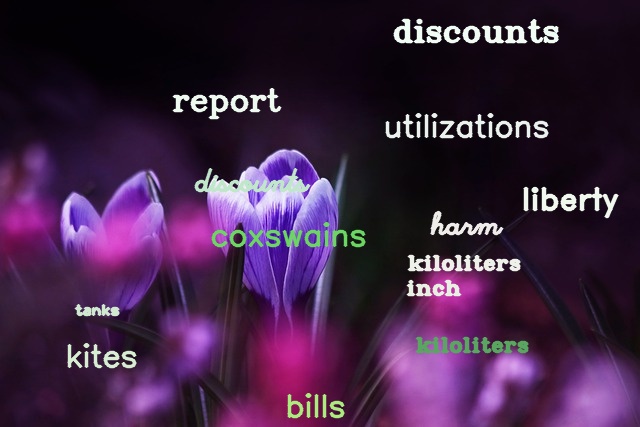 discounts
report
utilizations
discounts
liberty
harm
coxswains
kiloliters
inch
tanks
kiloliters
kites
bills